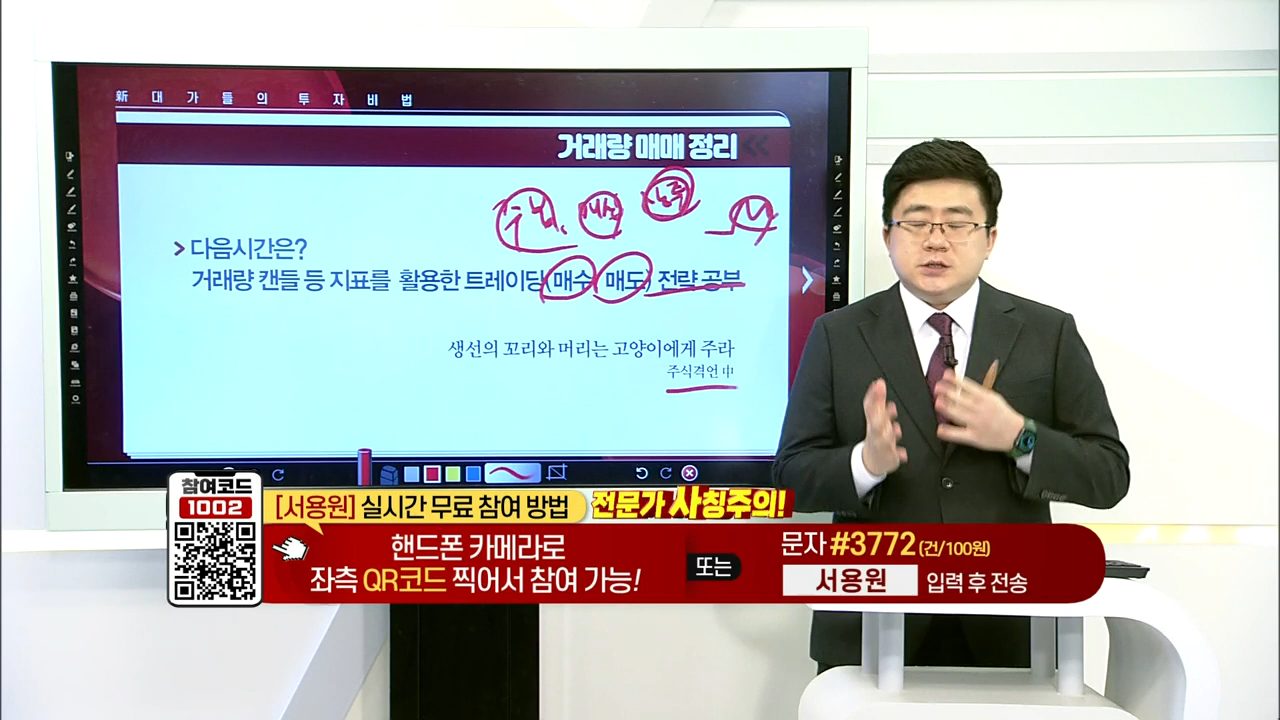 新 대 가 들 의 투 자 비 법
거래량 매매 정리
다음시간은?
거래량 캔들 등 지표를 활용한 트레이딩(매수, 매도) 전략 공부
생선의 꼬리와 머리는 고양이에게 주라
주식격언 中
참여코드
1002
[서용원] 실시간 무료 참여 방법
전문가 사칭주의!
핸드폰 카메라로
좌측 QR코드 찍어서 참여 가능!
또는
문자 #3772 (건/100원)
서용원 입력 후 전송